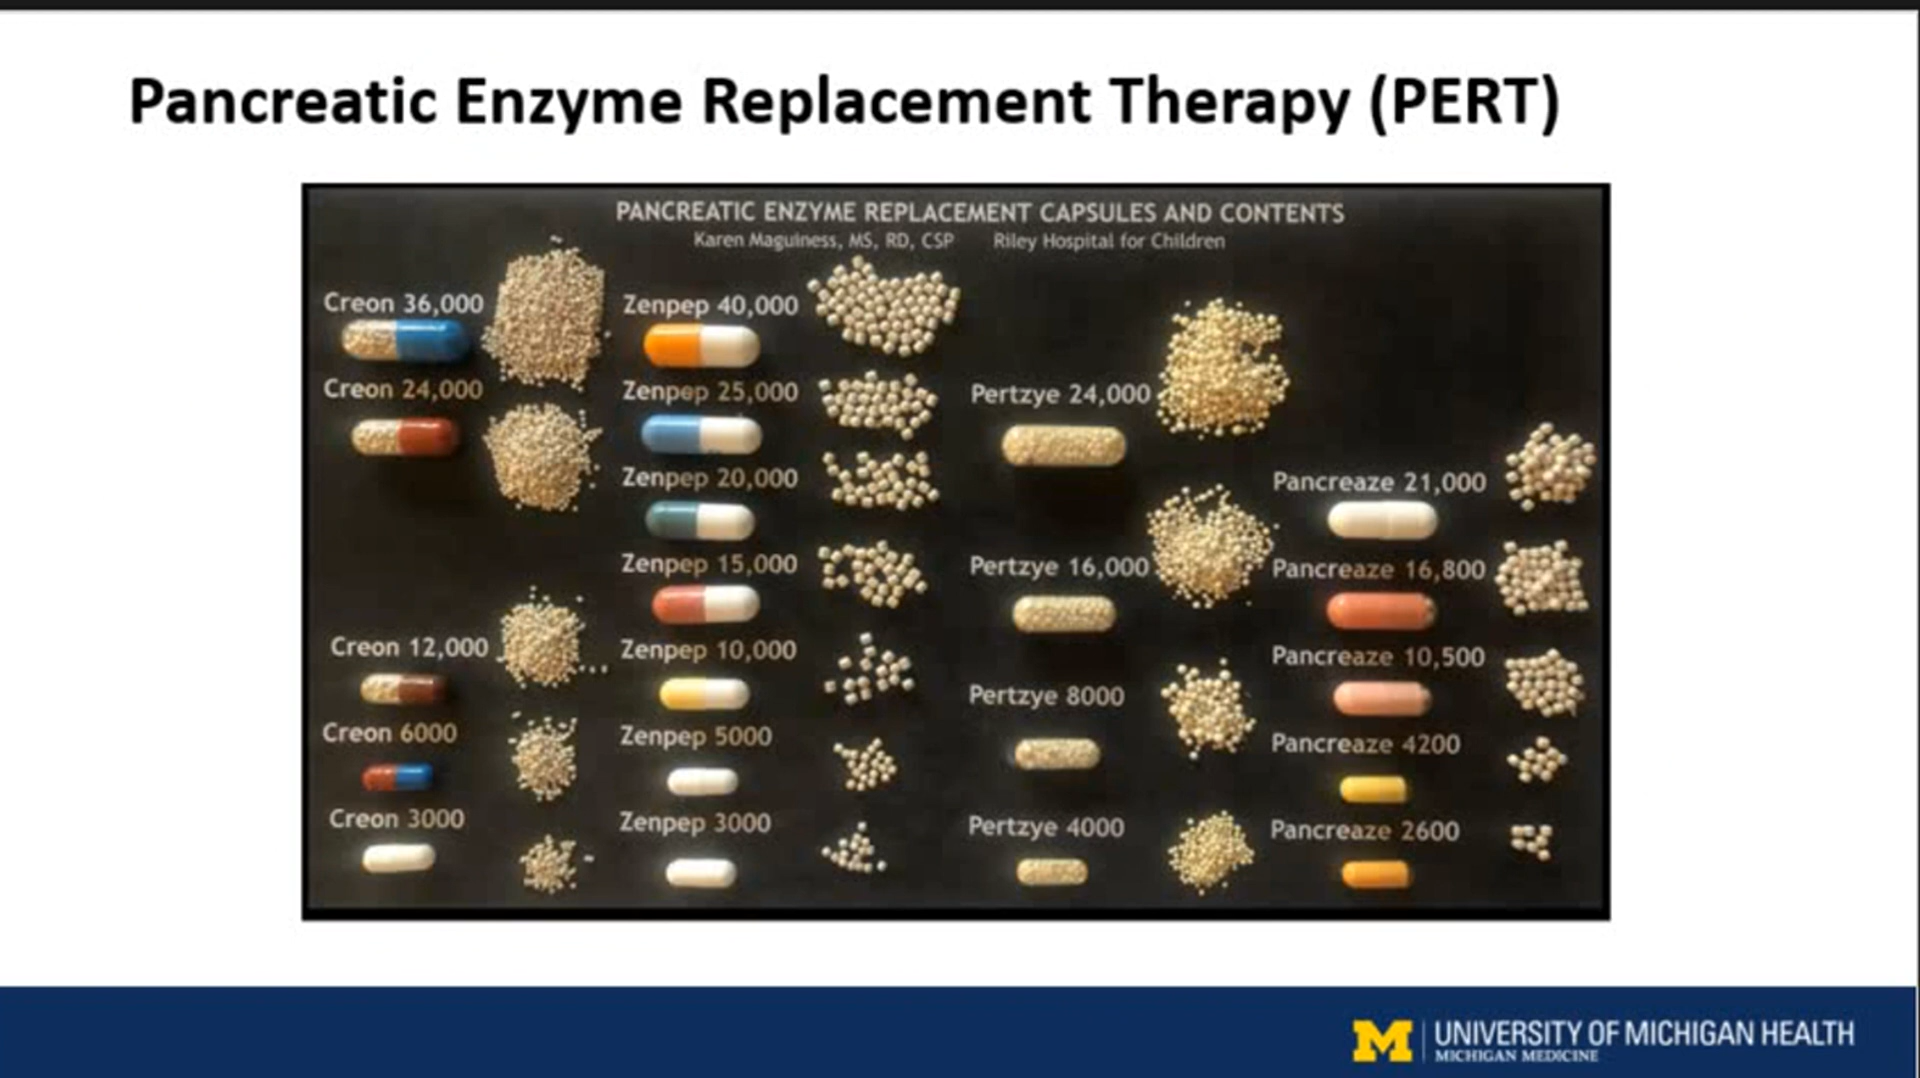 Pancreatic Enzyme Replacement Therapy (PERT)
PANCREATIC ENZYME REPLACEMENT CAPSULES AND CONTENTS
Karen Maguiness, MS, RD, CSP Riley Hospital for Children
Creon 36,000
Creon 24,000
Creon 12,000
Creon 6000
Creon 3000
Zenpep 40,000
Zenpep 25,000
Zenpep 20,000
Zenpep 15,000
Zenpep 10,000
Zenpep 5000
Zenpep 3000
Pertzye 24,000
Pertzye 16,000
Pertzye 8000
Pertzye 4000
Pancreaze 21,000
Pancreaze 16,800
Pancreaze 10,500
Pancreaze 4200
Pancreaze 2600
M
UNIVERSITY OF MICHIGAN HEALTH
MICHIGAN MEDICINE